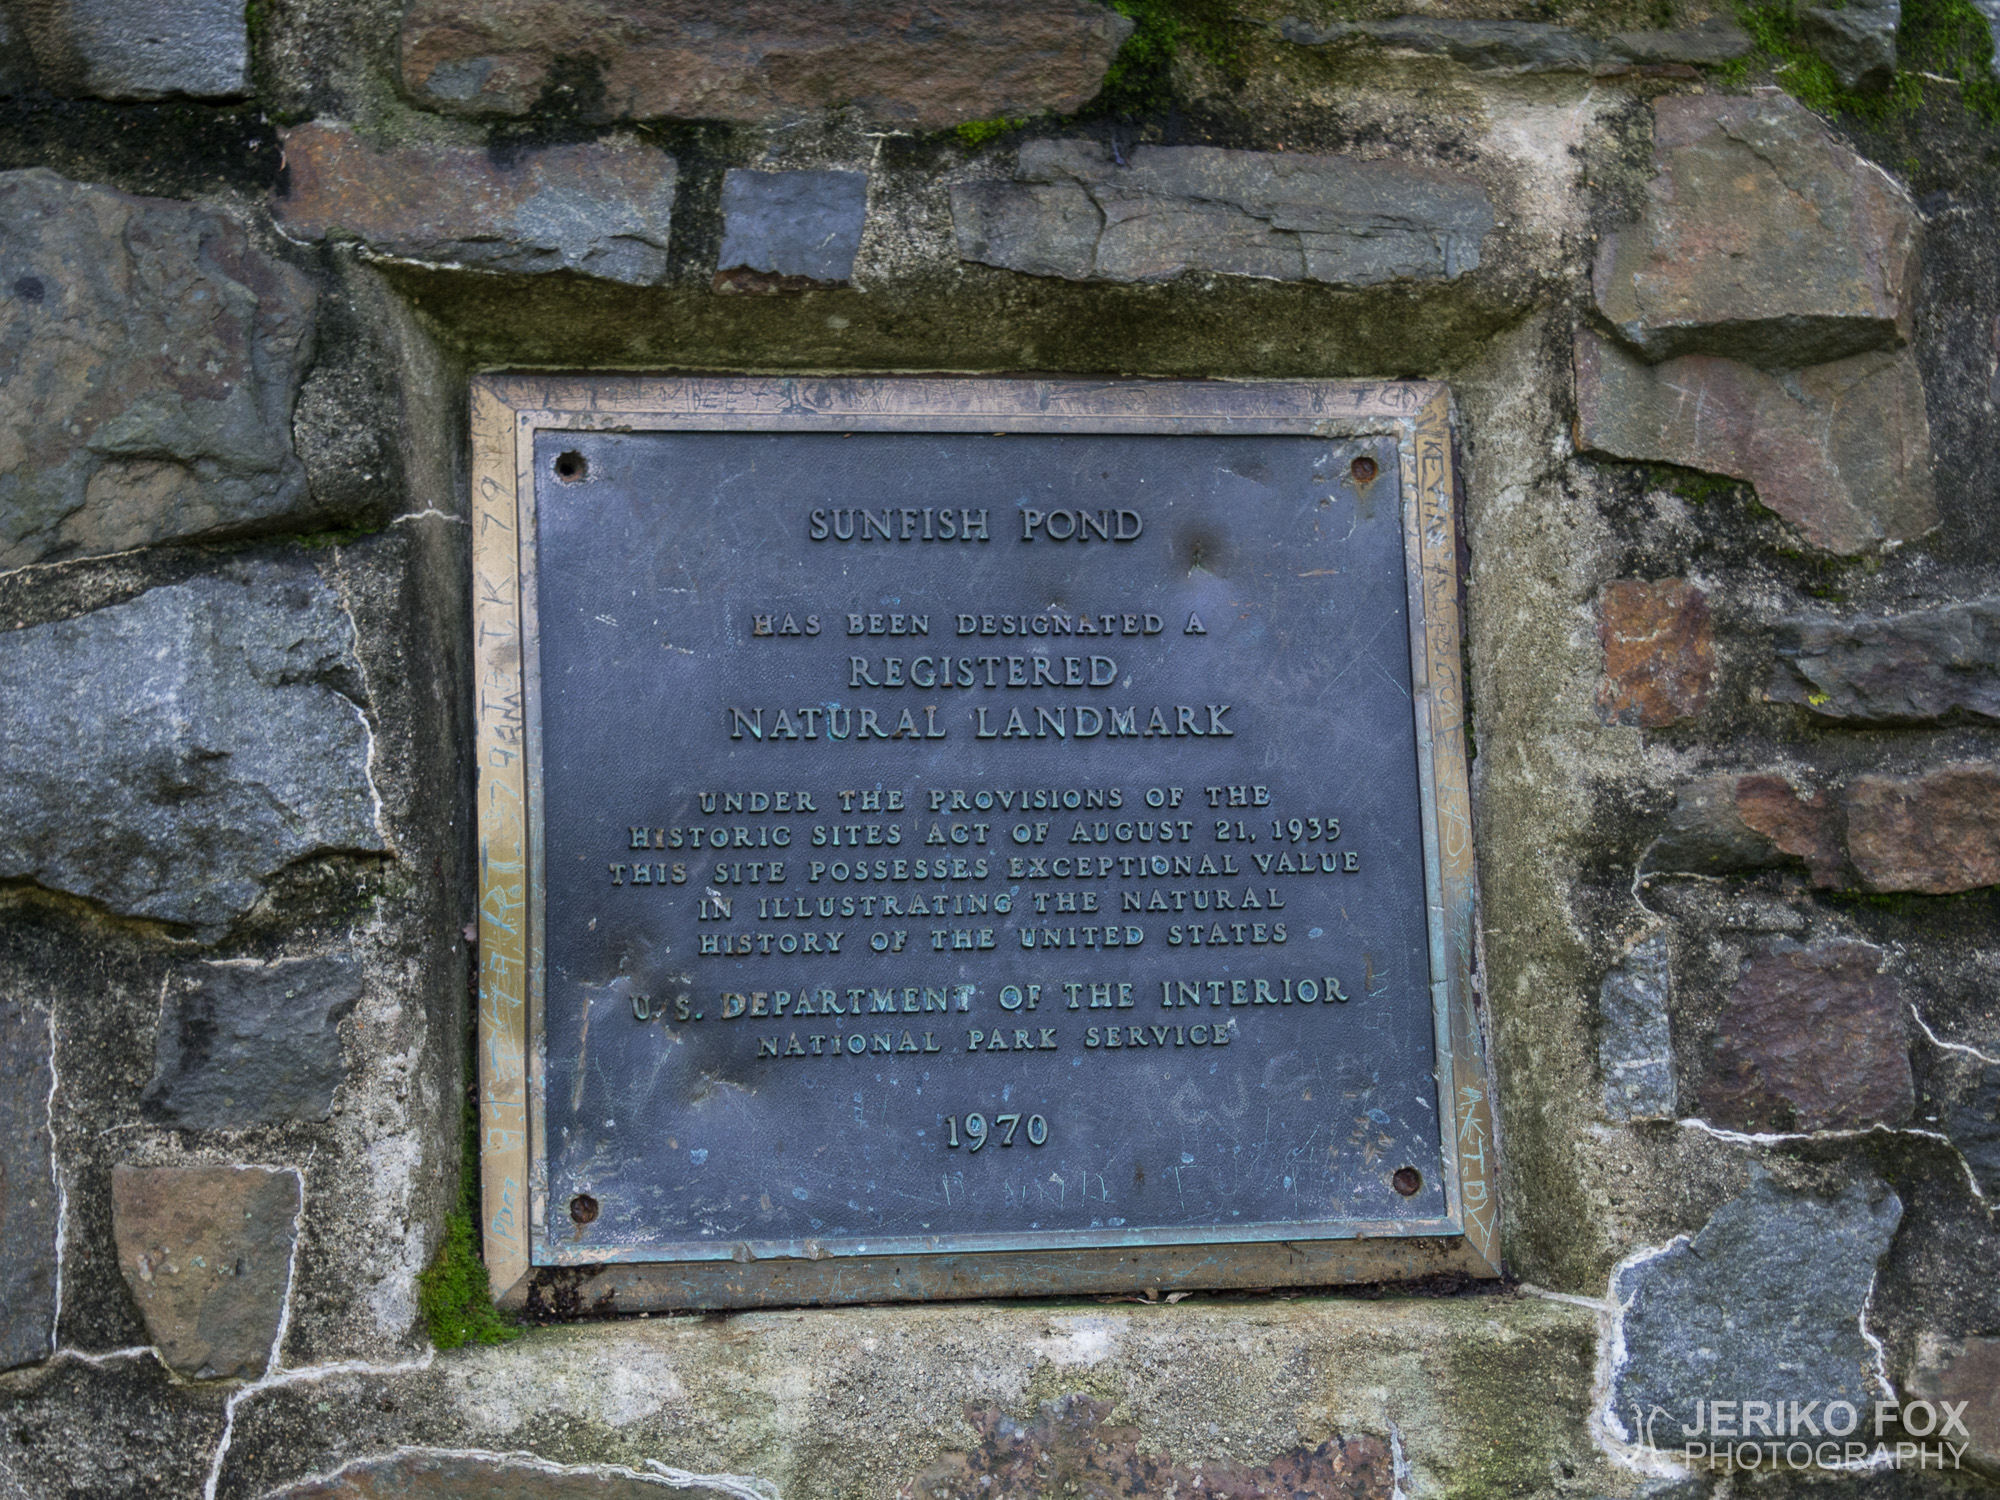 SUNFISH POND
HAS BEEN DESIGNATED A
REGISTERED
NATURAL LANDMARK
UNDER THE PROVISIONS OF THE
HISTORIC SITES ACT OF AUGUST 21, 1935
THIS SITE POSSESSES EXCEPTIONAL VALUE
IN ILLUSTRATING THE NATURAL
HISTORY OF THE UNITED STATES
U.S. DEPARTMENT OF THE INTERIOR
NATIONAL PARK SERVICE
1970
KEVIN
79
JERIKO FOX
PHOTOGRAPHY